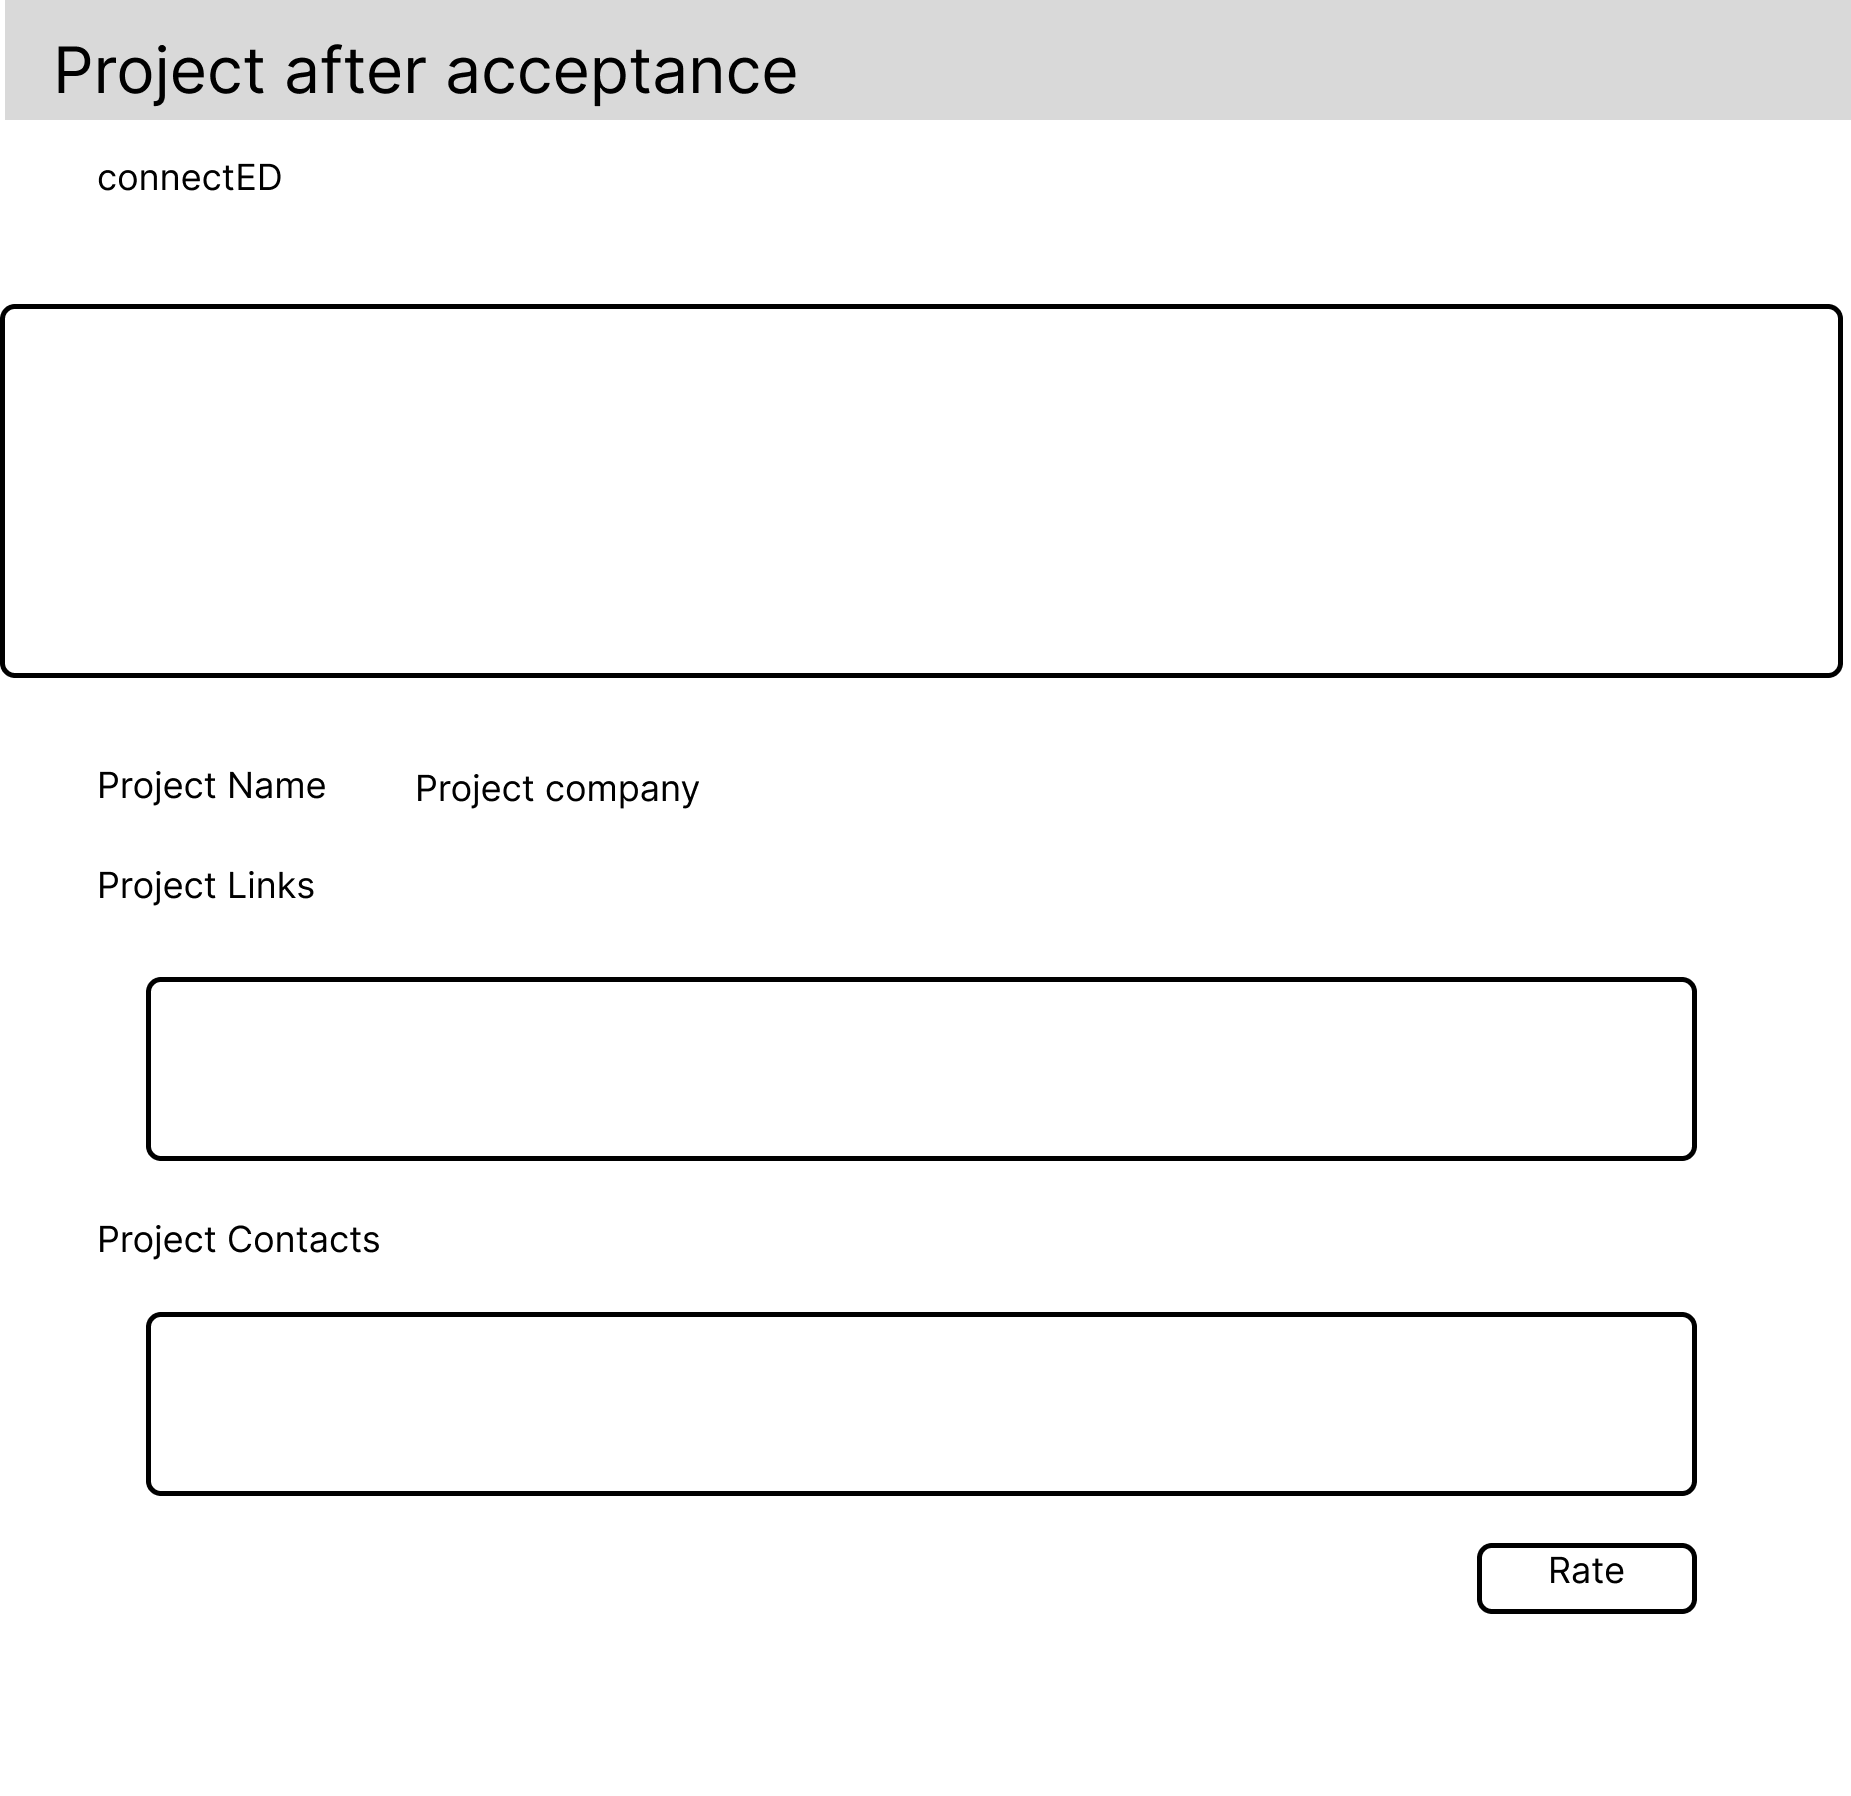 Project after acceptance
connectED
Project Name Project company
Project Links
Project Contacts
Rate